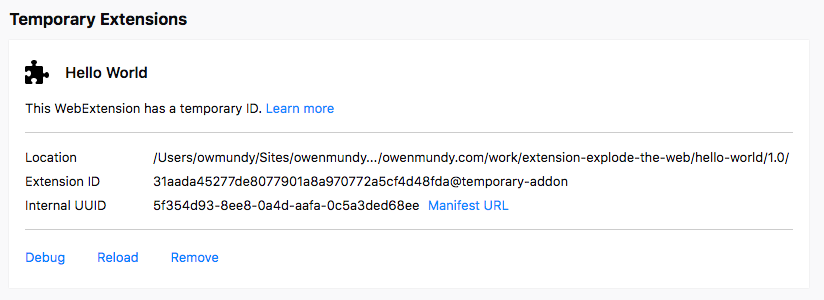 Temporary Extensions
Hello World
This WebExtension has a temporary ID. Learn more
Location /Users/owmundy/Sites/owenmundy.../owenmundy.com/work/extension-explode-the-web/hello-world/1.0/
Extension ID 31aada45277de8077901a8a970772a5cf4d48fda@temporary-addon
Internal UUID 5f354d93-8ee8-0a4d-aafa-0c5a3ded68ee Manifest URL
Debug Reload Remove